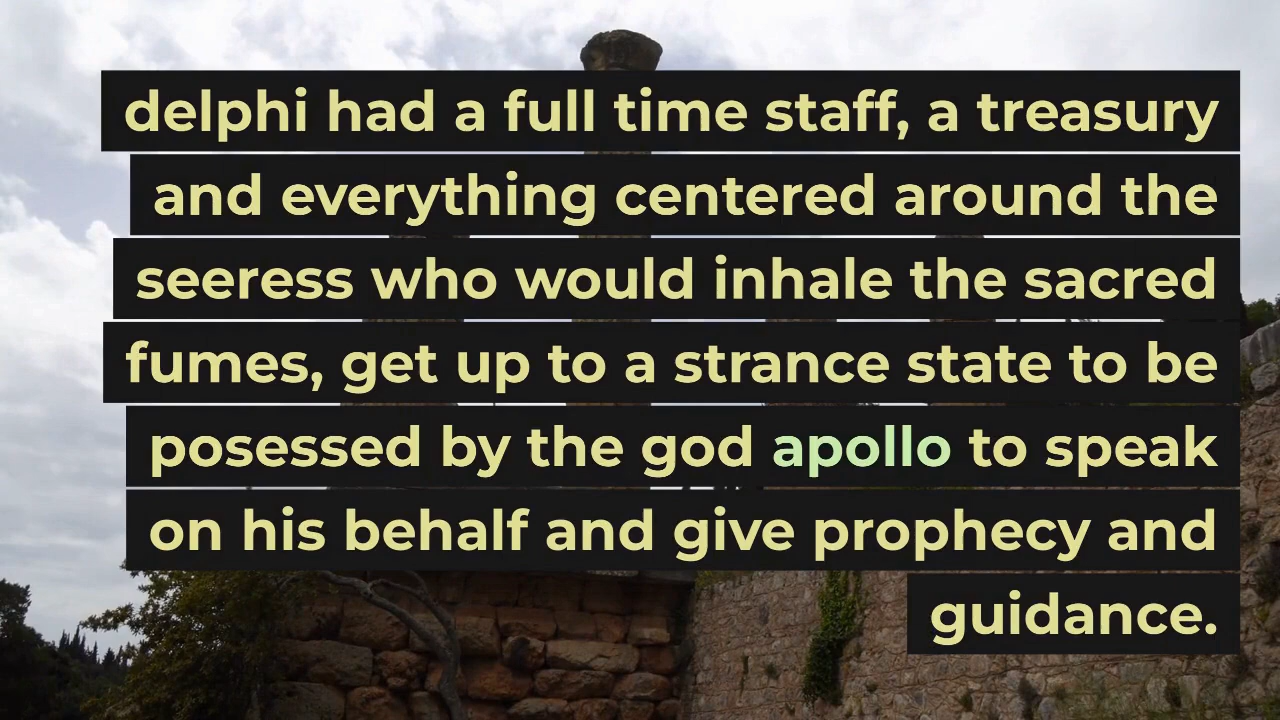 delphi had a full time staff, a treasury
and everything centered around the
seeress who would inhale the sacred
fumes, get up to a strance state to be
posessed by the god apollo to speak
on his behalf and give prophecy and
guidance.